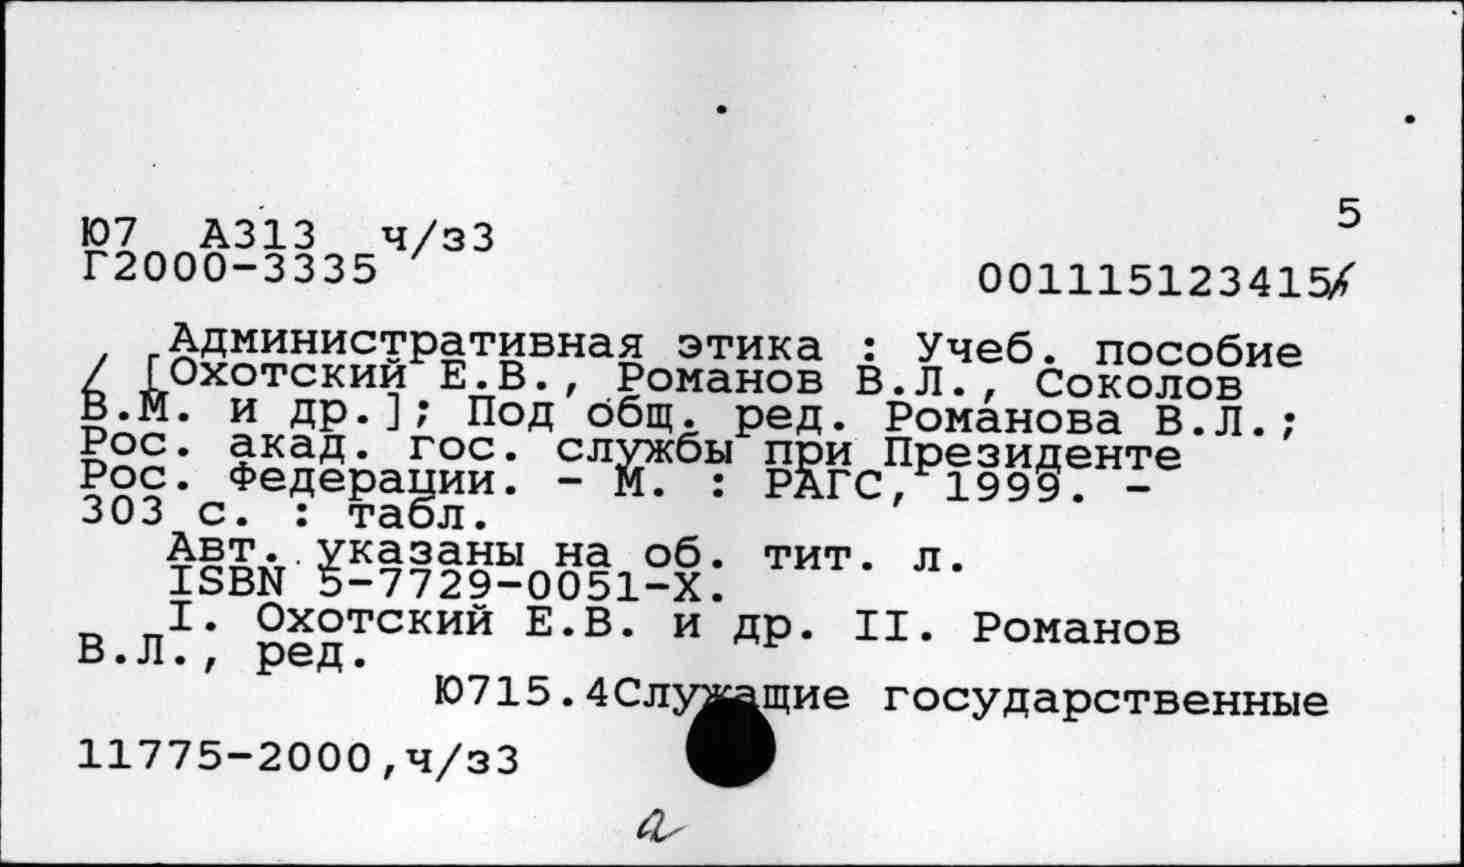 5
Ю7 А313 ч/з3
Г2000-3335
001115123415
Административная этика : Учеб. пособие
/ [Охотский Е.В., Романов В.Л., Соколов
В.М. и др.]; Под общ. ред. Романова В.Л.;
Рос. акад. гос. службы при Президенте
Рос. Федерации. - М. : РАГС, 1999. -
303 с. : табл.
Авт. указаны на об. тит. л.
ISBN 5-7729-0051-X.
I. Охотский Е.В. и др. II. Романов
В.Л., ред.
Ю715.4Служащие государственные
11775-2000,ч/з3
а